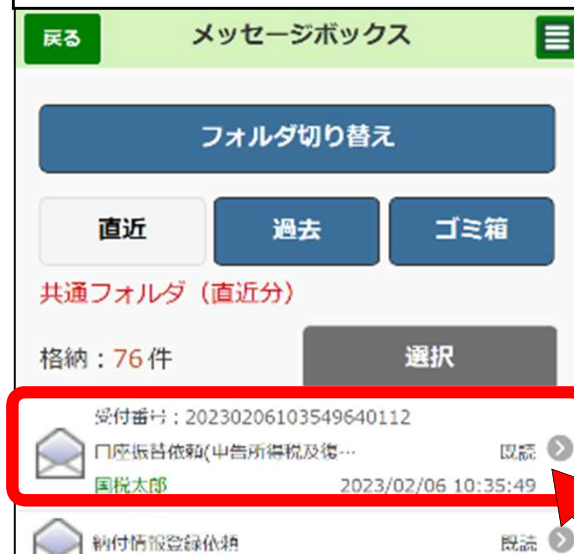 戻る
メッセージボックス
フォルダ切り替え
直近
過去
ゴミ箱
共通フォルダ（直近分）
格納：76件
選択
受付番号：20230206103549640112
口座振替依頼(申告所得税及復…
既読
国税太郎
2023/02/06 10:35:49
納付情報登録依頼
既読